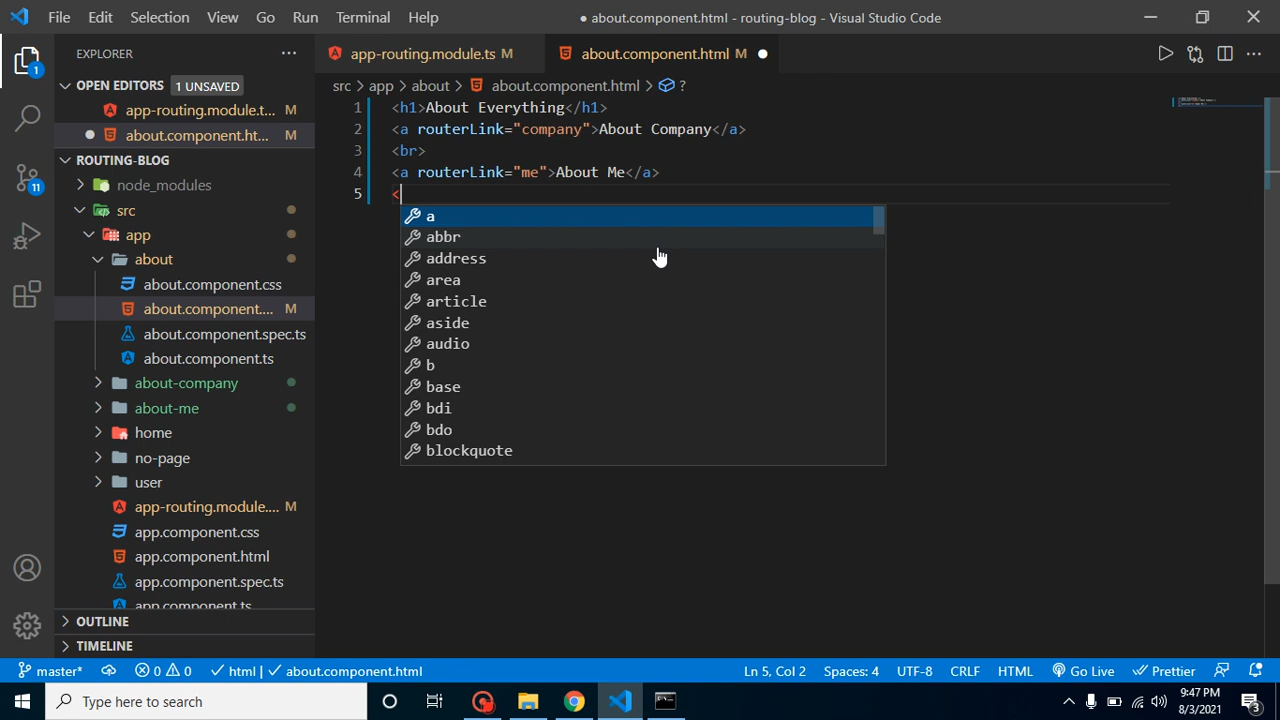 File Edit Selection View Go Run Terminal Help
● about.component.html - routing-blog - Visual Studio Code
EXPLORER
app-routing.module.ts M
about.component.html M
OPEN EDITORS 1 UNSAVED
src > app > about > about.component.html > ?
app-routing.module.t... M
about.component.ht... M
ROUTING-BLOG
node_modules
src
app
about
about.component.css
about.component.... M
about.component.spec.ts
about.component.ts
about-company
about-me
home
no-page
user
app-routing.module.... M
app.component.css
app.component.html
app.component.spec.ts
app.component.ts
OUTLINE
TIMELINE
1 <h1>About Everything</h1>
2 <a routerLink="company">About Company</a>
3 <br>
4 <a routerLink="me">About Me</a>
5 <
a
abbr
address
area
article
aside
audio
b
base
bdi
bdo
blockquote
1
11
master* 0 0 html | about.component.html
Ln 5, Col 2 Spaces: 4 UTF-8 CRLF HTML Go Live Prettier
Type here to search
9:47 PM
8/3/2021
3